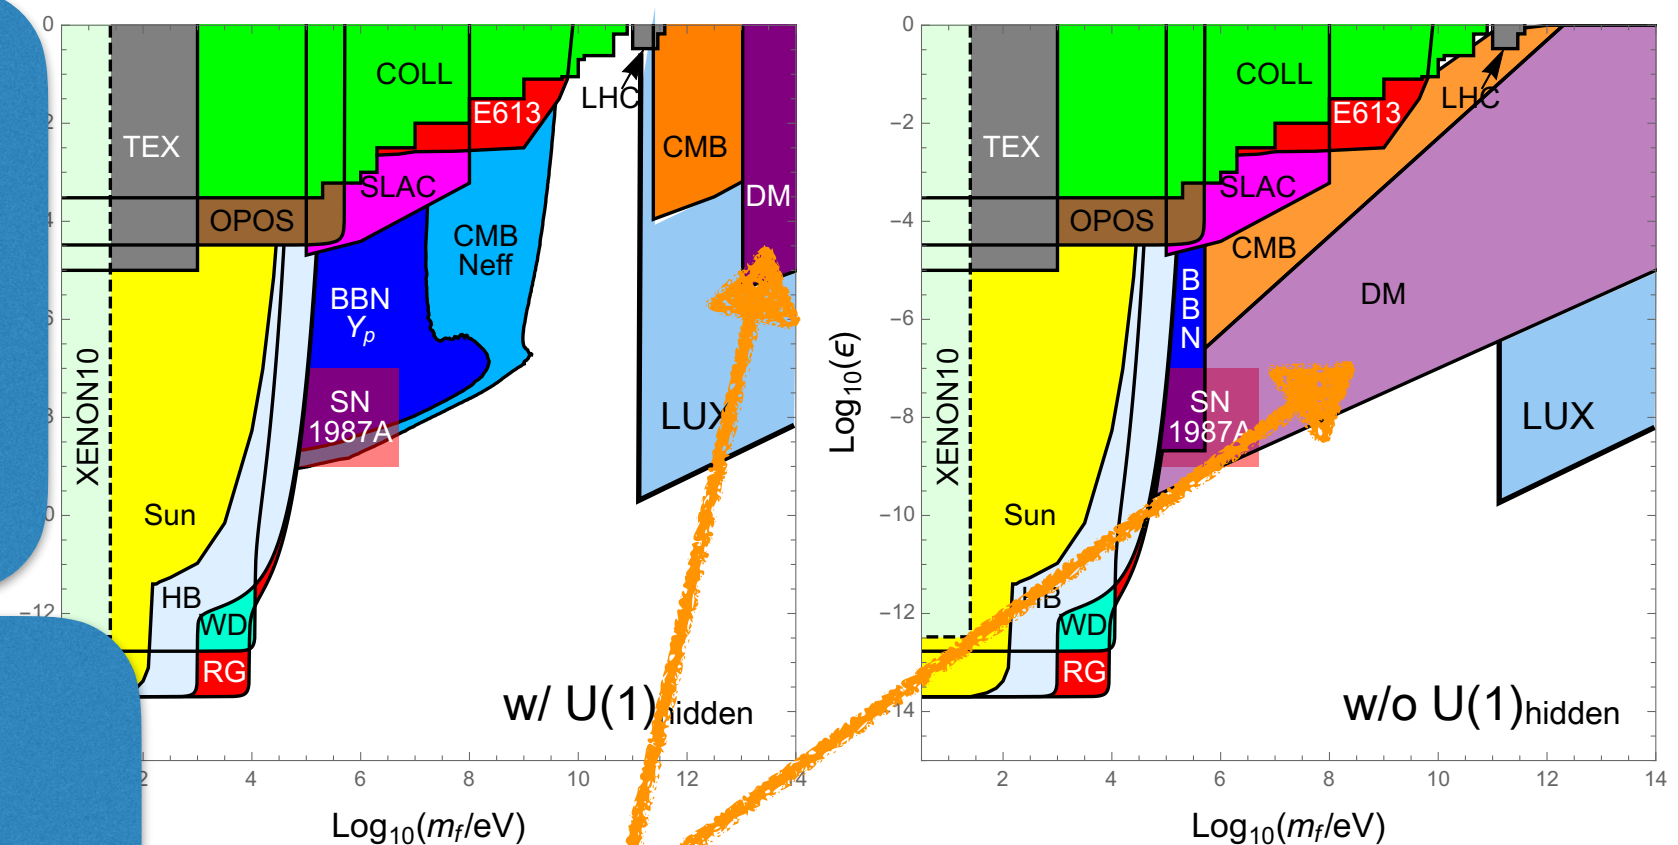 0
2
4
6
8
0
−12
XENON10
TEX
COLL
E613
SLAC
OPOS
LHC
CMB
DM
CMB
Neff
BBN
Yp
SN
1987A
LUX
Sun
HB
WD
RG
w/ U(1)hidden
2 4 6 8 10 12 14
Log10(mf/eV)
Log10(ϵ)
0
−2
−4
−6
−8
−10
−12
14
XENON10
TEX
COLL
E613
SLAC
OPOS
LHC
CMB
DM
B
B
N
SN
1987A
LUX
Sun
HB
WD
RG
w/o U(1)hidden
2 4 6 8 10 12 14
Log10(mf/eV)